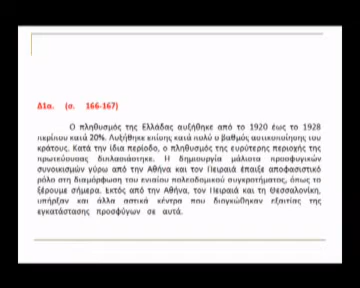 Δ1α. (σ. 166-167)
Ο πληθυσμός της Ελλάδας αυξήθηκε από το 1920 έως το 1928
περίπου κατά 20%. Αυξήθηκε επίσης κατά πολύ ο βαθμός αστικοποίησης του
κράτους. Κατά την ίδια περίοδο, ο πληθυσμός της ευρύτερης περιοχής της
πρωτεύουσας διπλασιάστηκε. Η δημιουργία μάλιστα προσφυγικών
συνοικισμών γύρω από την Αθήνα και τον Πειραιά έπαιξε αποφασιστικό
ρόλο στη διαμόρφωση του ενιαίου πολεοδομικού συγκροτήματος, όπως το
ξέρουμε σήμερα. Εκτός από την Αθήνα, τον Πειραιά και τη Θεσσαλονίκη,
υπήρξαν και άλλα αστικά κέντρα που διογκώθηκαν εξαιτίας της
εγκατάστασης προσφύγων σε αυτά.